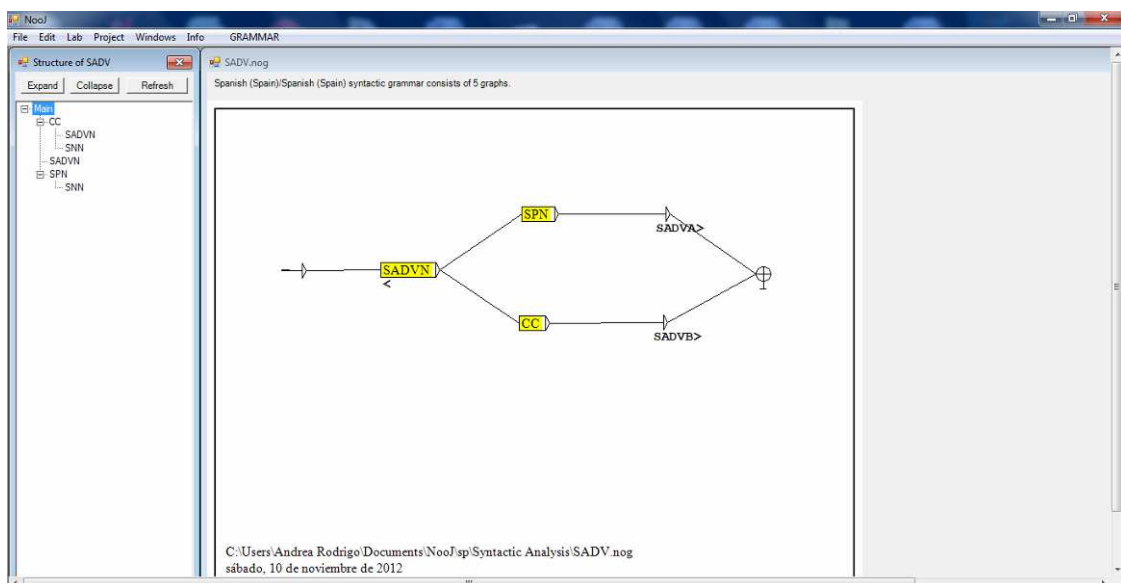 NooJ
File Edit Lab Project Windows Info GRAMMAR
Structure of SADV
Expand Collapse Refresh
Main
CC
SADVN
SNN
SADVN
SPN
SNN
SADV.nog
Spanish (Spain)/Spanish (Spain) syntactic grammar consists of 5 graphs.
SPN
SADVA>
SADVN
<
CC
SADVB>
C:\Users\Andrea Rodrigo\Documents\NooJ\sp\Syntactic Analysis\SADV.nog
sábado, 10 de noviembre de 2012